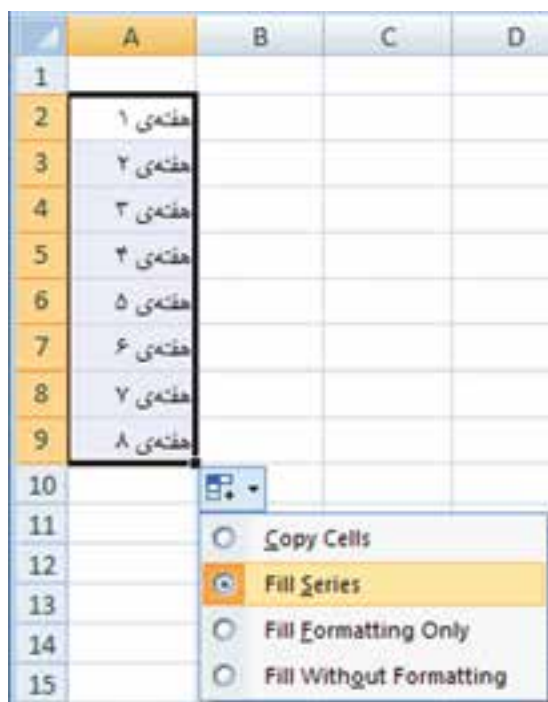 A B C D
1
2 هفته‌ی ۱
3 هفته‌ی ۲
4 هفته‌ی ۳
5 هفته‌ی ۴
6 هفته‌ی ۵
7 هفته‌ی ۶
8 هفته‌ی ۷
9 هفته‌ی ۸
10
11
Copy Cells
12
Fill Series
13
Fill Formatting Only
14
Fill Without Formatting
15